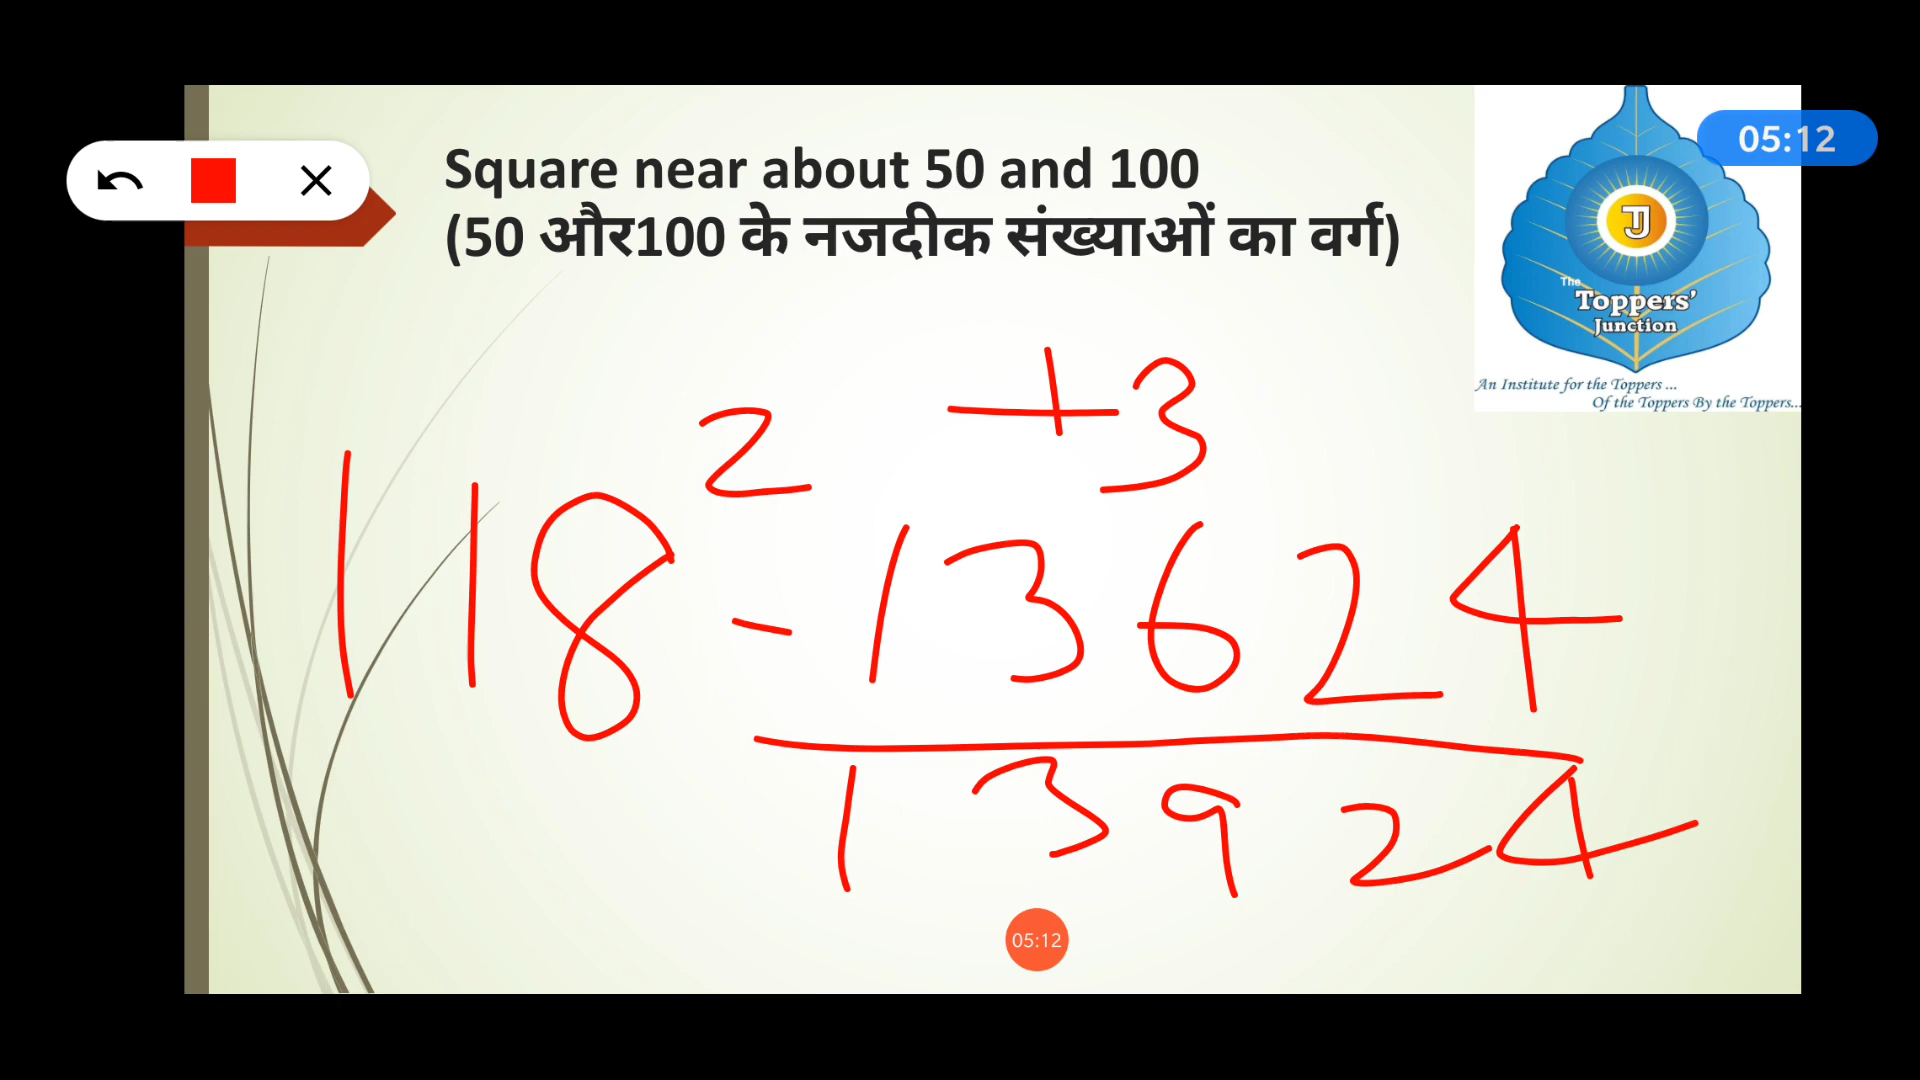 05:12
Square near about 50 and 100
(50 और100 के नजदीक संख्याओं का वर्ग)
J
The
Toppers'
Junction
An Institute for the Toppers ...
Of the Toppers By the Toppers...
+3
118² - 13624
13924
05:12